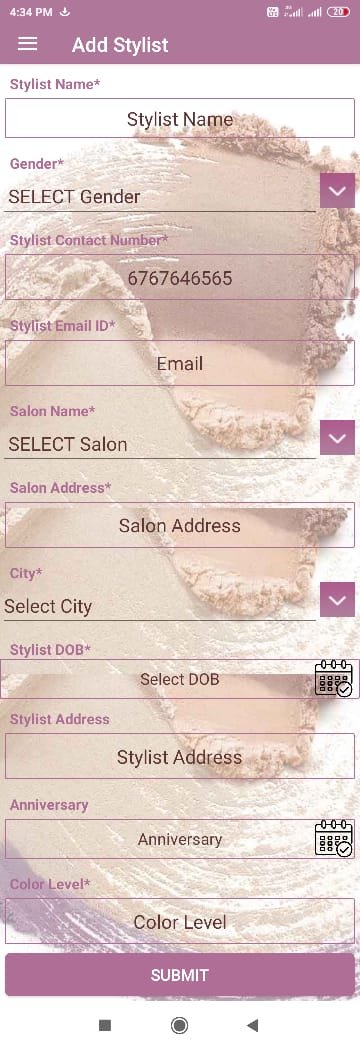 4:34 PM
20
Add Stylist
Stylist Name*
Stylist Name
Gender*
SELECT Gender
Stylist Contact Number*
6767646565
Stylist Email ID*
Email
Salon Name*
SELECT Salon
Salon Address*
Salon Address
City*
Select City
Stylist DOB*
Select DOB
Stylist Address
Stylist Address
Anniversary
Anniversary
Color Level*
Color Level
SUBMIT